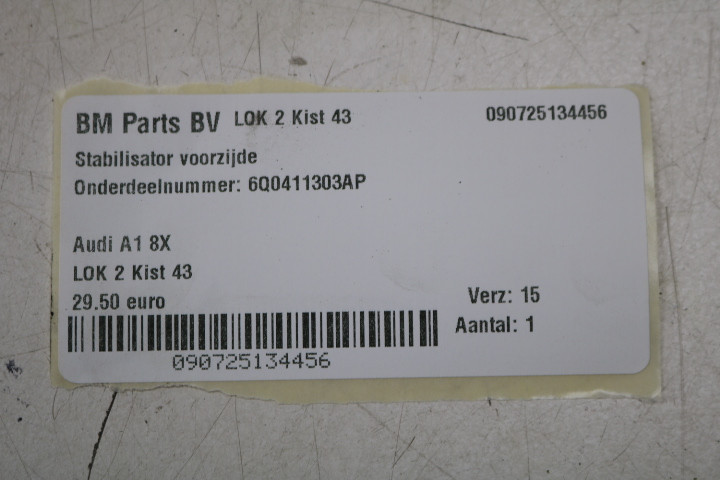 BM Parts BV LOK 2 Kist 43 090725134456
Stabilisator voorzijde
Onderdeelnummer: 6Q0411303AP
Audi A1 8X
LOK 2 Kist 43
29.50 euro Verz: 15
Aantal: 1
090725134456